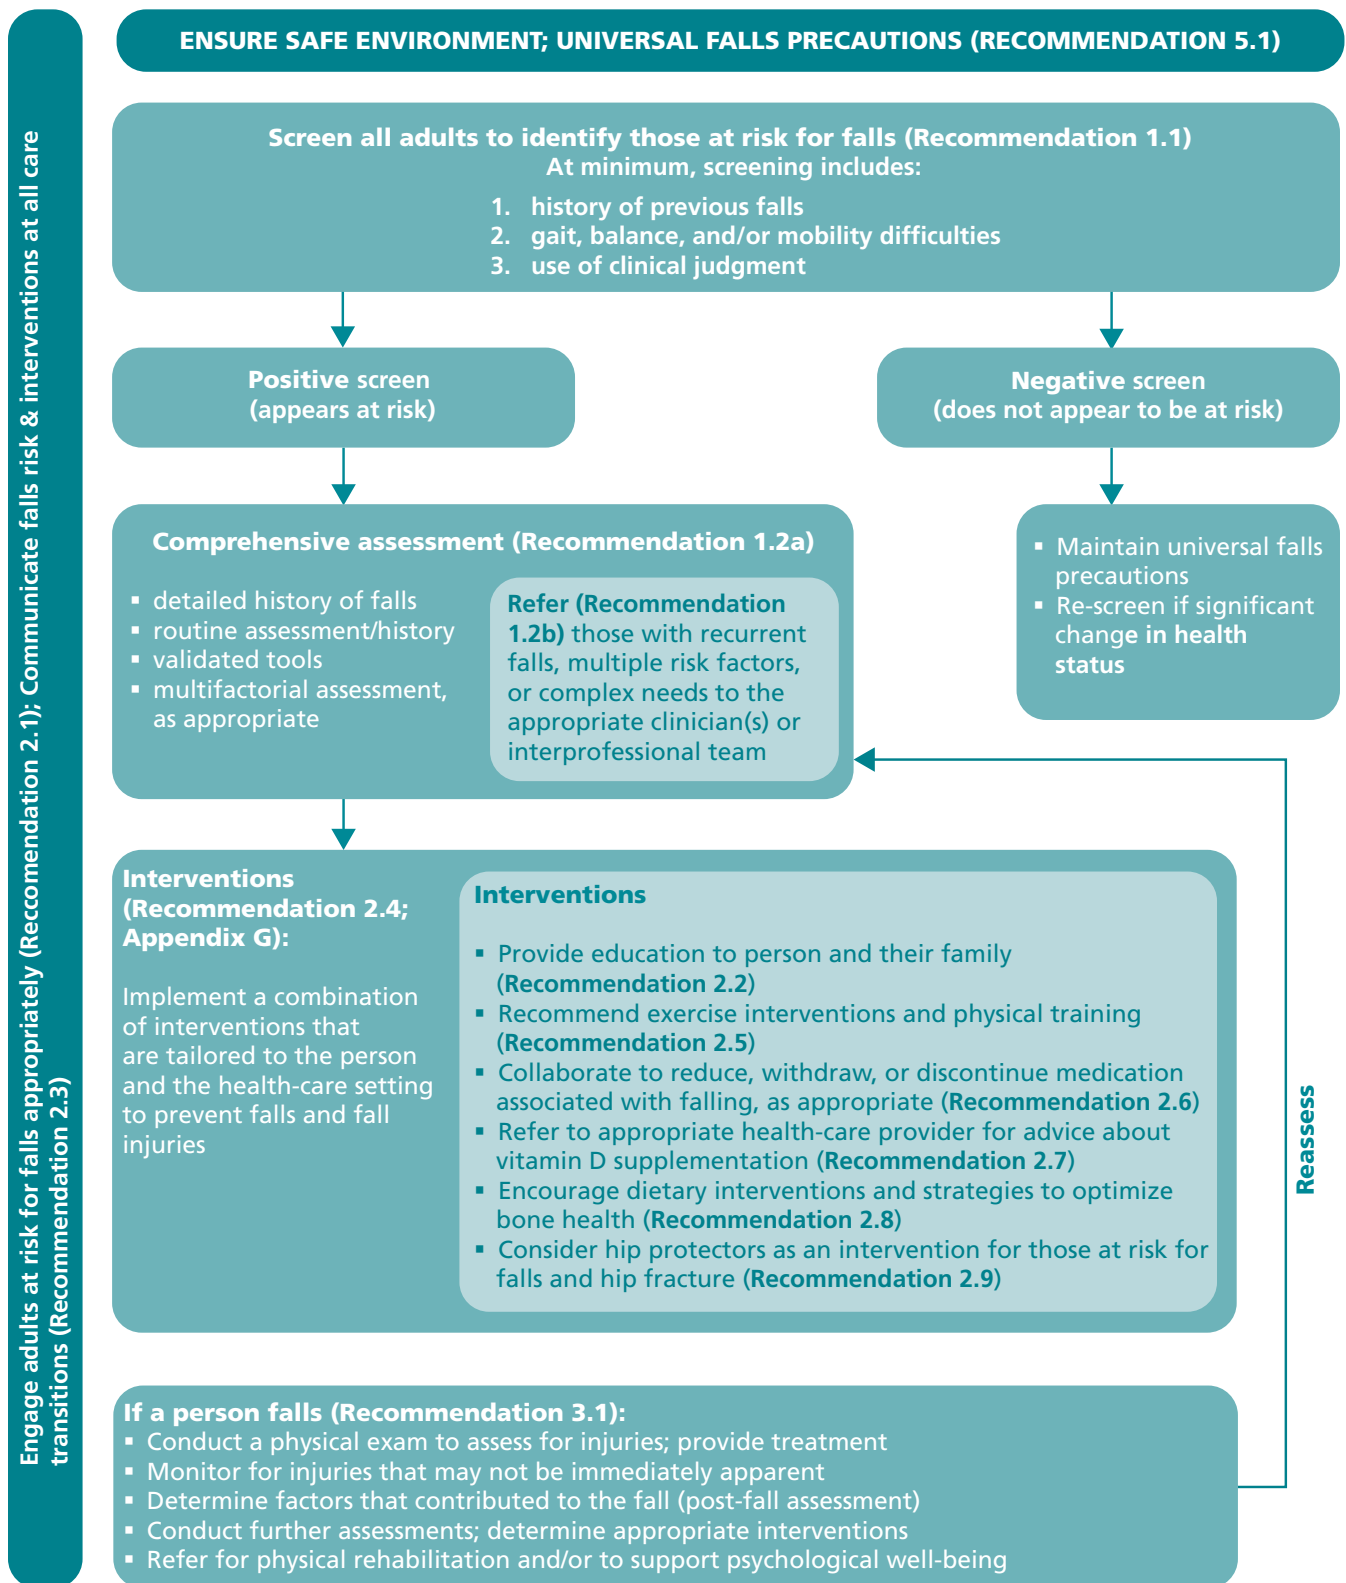 ENSURE SAFE ENVIRONMENT; UNIVERSAL FALLS PRECAUTIONS (RECOMMENDATION 5.1)
Engage adults at risk for falls appropriately (Reccomendation 2.1); Communicate falls risk & interventions at all care
transitions (Recommendation 2.3)
Screen all adults to identify those at risk for falls (Recommendation 1.1)
At minimum, screening includes:
1. history of previous falls
2. gait, balance, and/or mobility difficulties
3. use of clinical judgment
Positive screen
(appears at risk)
Negative screen
(does not appear to be at risk)
Comprehensive assessment (Recommendation 1.2a)
▪ detailed history of falls
▪ routine assessment/history
▪ validated tools
▪ multifactorial assessment,
as appropriate
Refer (Recommendation
1.2b) those with recurrent
falls, multiple risk factors,
or complex needs to the
appropriate clinician(s) or
interprofessional team
▪ Maintain universal falls
precautions
▪ Re-screen if significant
change in health
status
Interventions
(Recommendation 2.4;
Appendix G):
Implement a combination
of interventions that
are tailored to the person
and the health-care setting
to prevent falls and fall
injuries
Interventions
▪ Provide education to person and their family
(Recommendation 2.2)
▪ Recommend exercise interventions and physical training
(Recommendation 2.5)
▪ Collaborate to reduce, withdraw, or discontinue medication
associated with falling, as appropriate (Recommendation 2.6)
▪ Refer to appropriate health-care provider for advice about
vitamin D supplementation (Recommendation 2.7)
▪ Encourage dietary interventions and strategies to optimize
bone health (Recommendation 2.8)
▪ Consider hip protectors as an intervention for those at risk for
falls and hip fracture (Recommendation 2.9)
Reassess
If a person falls (Recommendation 3.1):
▪ Conduct a physical exam to assess for injuries; provide treatment
▪ Monitor for injuries that may not be immediately apparent
▪ Determine factors that contributed to the fall (post-fall assessment)
▪ Conduct further assessments; determine appropriate interventions
▪ Refer for physical rehabilitation and/or to support psychological well-being